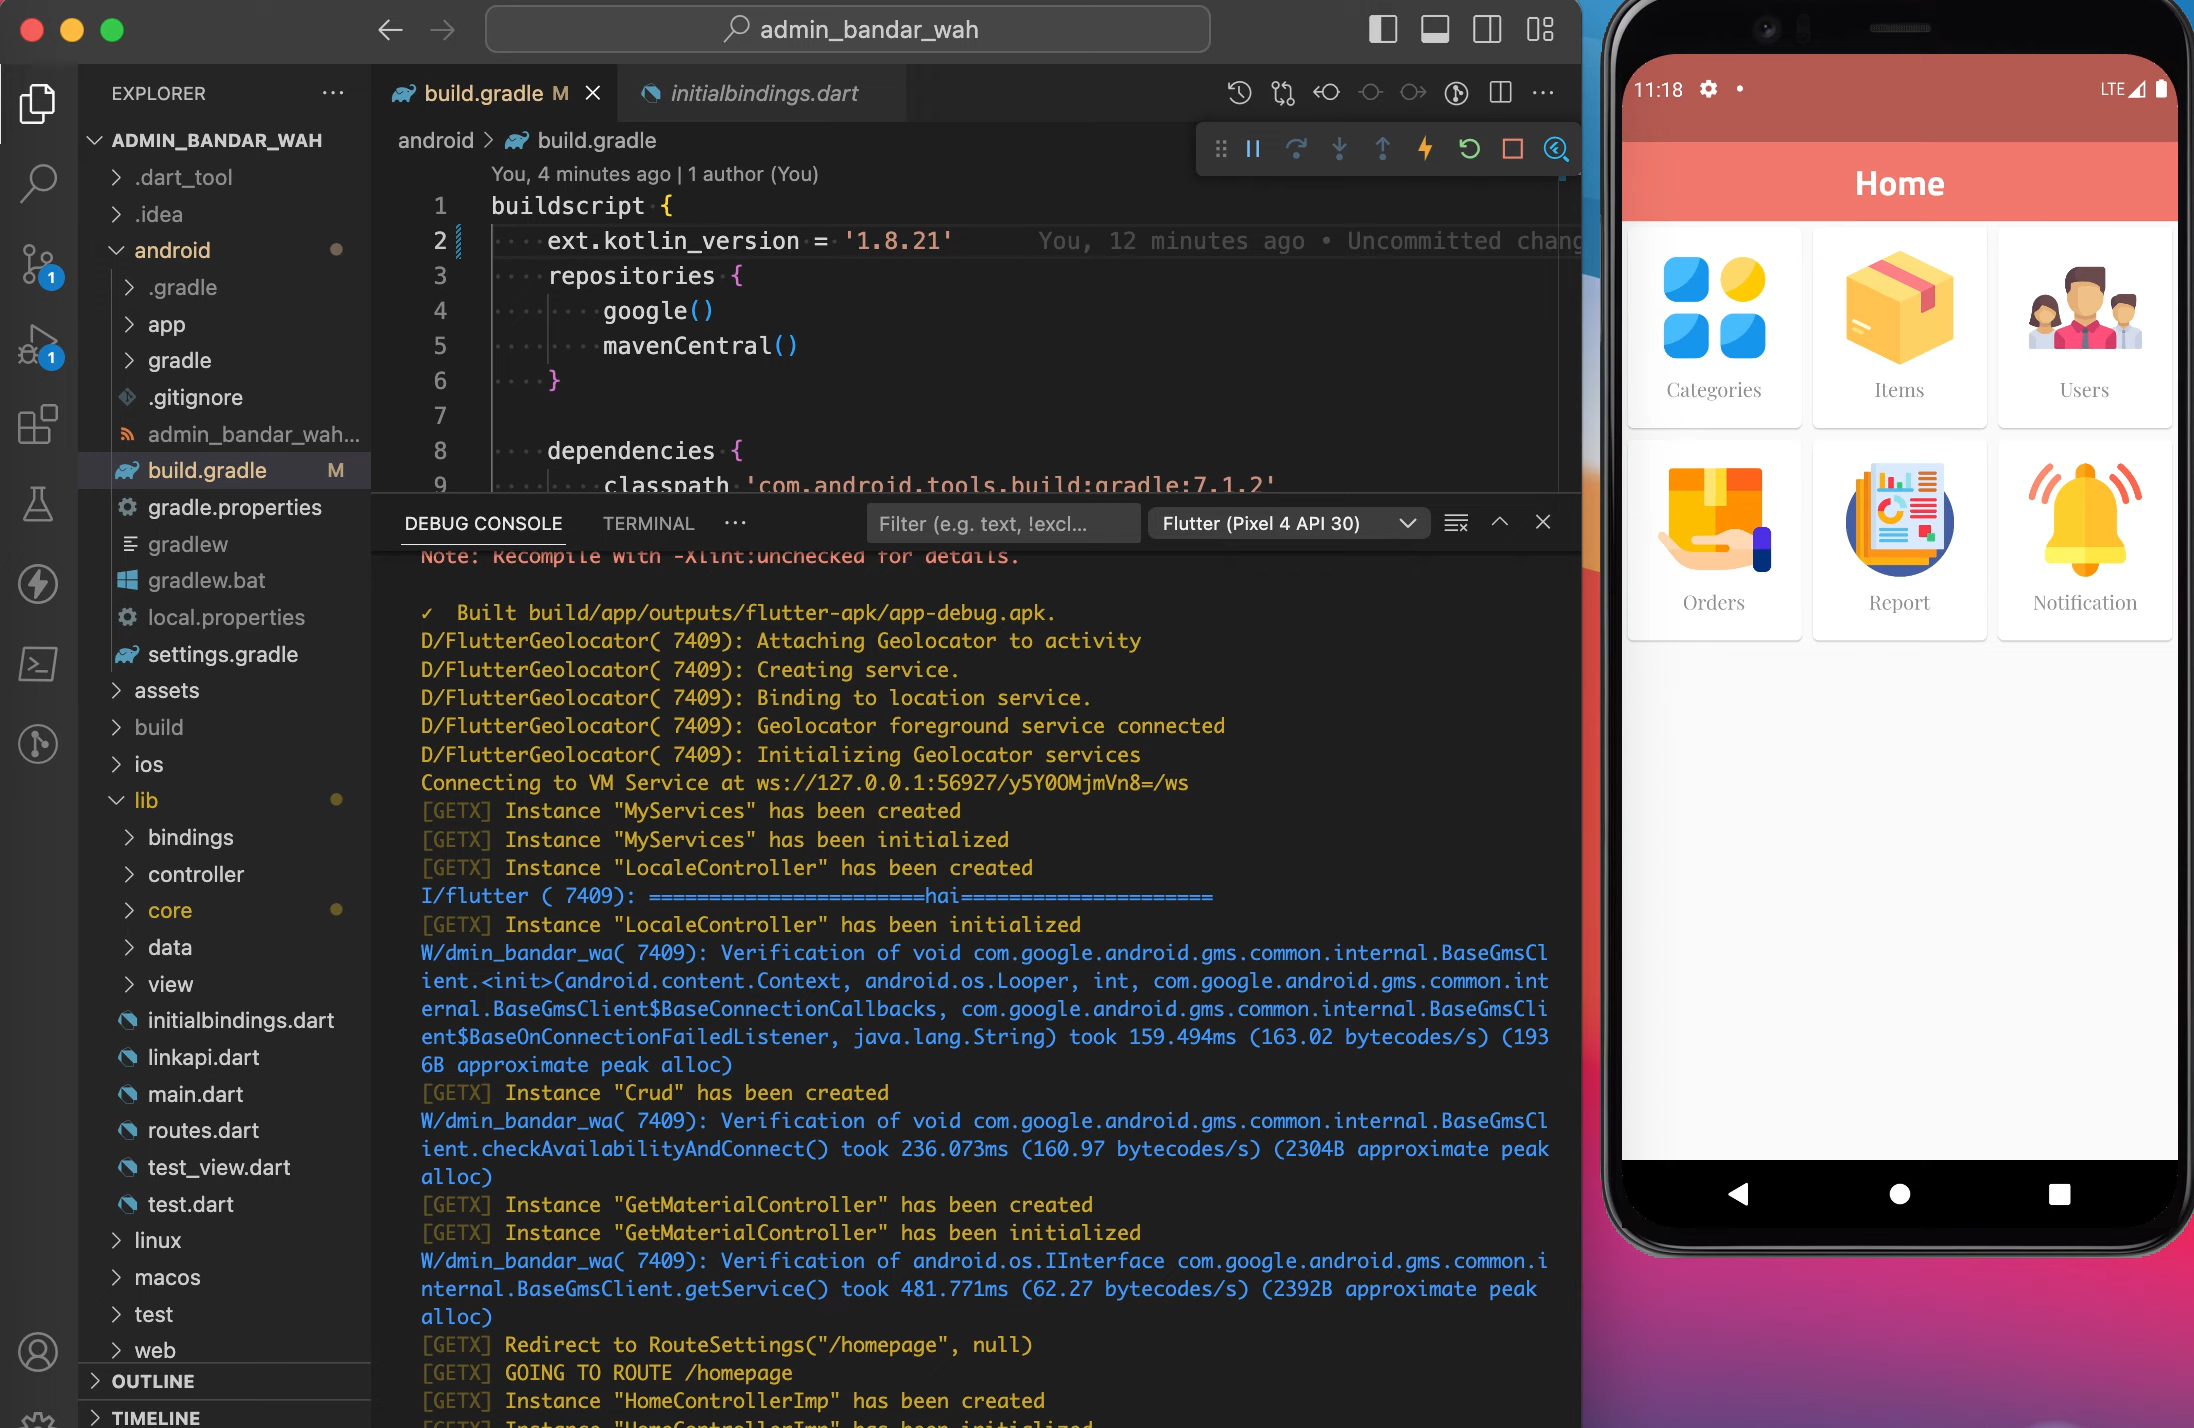 admin_bandar_wah
EXPLORER
ADMIN_BANDAR_WAH
.dart_tool
.idea
android
.gradle
app
gradle
.gitignore
admin_bandar_wah...
build.gradle M
gradle.properties
gradlew
gradlew.bat
local.properties
settings.gradle
assets
build
ios
lib
bindings
controller
core
data
view
initialbindings.dart
linkapi.dart
main.dart
routes.dart
test_view.dart
test.dart
linux
macos
test
web
OUTLINE
TIMELINE
1
1
build.gradle M
initialbindings.dart
android > build.gradle
You, 4 minutes ago | 1 author (You)
1 buildscript {
2 ext.kotlin_version = '1.8.21' You, 12 minutes ago • Uncommitted chang
3 repositories {
4 google()
5 mavenCentral()
6 }
7
8 dependencies {
9 classpath 'com.android.tools.build:gradle:7.1.2'
DEBUG CONSOLE TERMINAL ... Filter (e.g. text, !excl... Flutter (Pixel 4 API 30)
Note: Recompile with -Xlint:unchecked for details.
✓ Built build/app/outputs/flutter-apk/app-debug.apk.
D/FlutterGeolocator( 7409): Attaching Geolocator to activity
D/FlutterGeolocator( 7409): Creating service.
D/FlutterGeolocator( 7409): Binding to location service.
D/FlutterGeolocator( 7409): Geolocator foreground service connected
D/FlutterGeolocator( 7409): Initializing Geolocator services
Connecting to VM Service at ws://127.0.0.1:56927/y5Y0OMjmVn8=/ws
[GETX] Instance "MyServices" has been created
[GETX] Instance "MyServices" has been initialized
[GETX] Instance "LocaleController" has been created
I/flutter ( 7409): =======================hai=====================
[GETX] Instance "LocaleController" has been initialized
W/dmin_bandar_wa( 7409): Verification of void com.google.android.gms.common.internal.BaseGmsCl
ient.<init>(android.content.Context, android.os.Looper, int, com.google.android.gms.common.int
ernal.BaseGmsClient$BaseConnectionCallbacks, com.google.android.gms.common.internal.BaseGmsCli
ent$BaseOnConnectionFailedListener, java.lang.String) took 159.494ms (163.02 bytecodes/s) (193
6B approximate peak alloc)
[GETX] Instance "Crud" has been created
W/dmin_bandar_wa( 7409): Verification of void com.google.android.gms.common.internal.BaseGmsCl
ient.checkAvailabilityAndConnect() took 236.073ms (160.97 bytecodes/s) (2304B approximate peak
alloc)
[GETX] Instance "GetMaterialController" has been created
[GETX] Instance "GetMaterialController" has been initialized
W/dmin_bandar_wa( 7409): Verification of android.os.IInterface com.google.android.gms.common.i
nternal.BaseGmsClient.getService() took 481.771ms (62.27 bytecodes/s) (2392B approximate peak
alloc)
[GETX] Redirect to RouteSettings("/homepage", null)
[GETX] GOING TO ROUTE /homepage
[GETX] Instance "HomeControllerImp" has been created
[GETX] Instance "HomeControllerImp" has been initialized
11:18 LTE
Home
Categories
Items
Users
Orders
Report
Notification